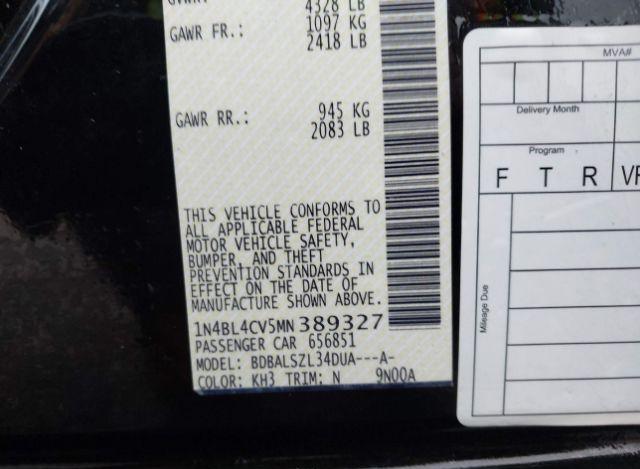 4328 LB
GAWR FR.: 1097 KG
2418 LB
GAWR RR.: 945 KG
2083 LB
THIS VEHICLE CONFORMS TO
ALL APPLICABLE FEDERAL
MOTOR VEHICLE SAFETY,
BUMPER, AND THEFT
PREVENTION STANDARDS IN
EFFECT ON THE DATE OF
MANUFACTURE SHOWN ABOVE.
1N4BL4CV5MN389327
PASSENGER CAR 656851
MODEL: BDBALSZL34DUA---A-
COLOR: KH3 TRIM: N 9N00A
MVA#
Delivery Month
Program
F T R
Mileage Due